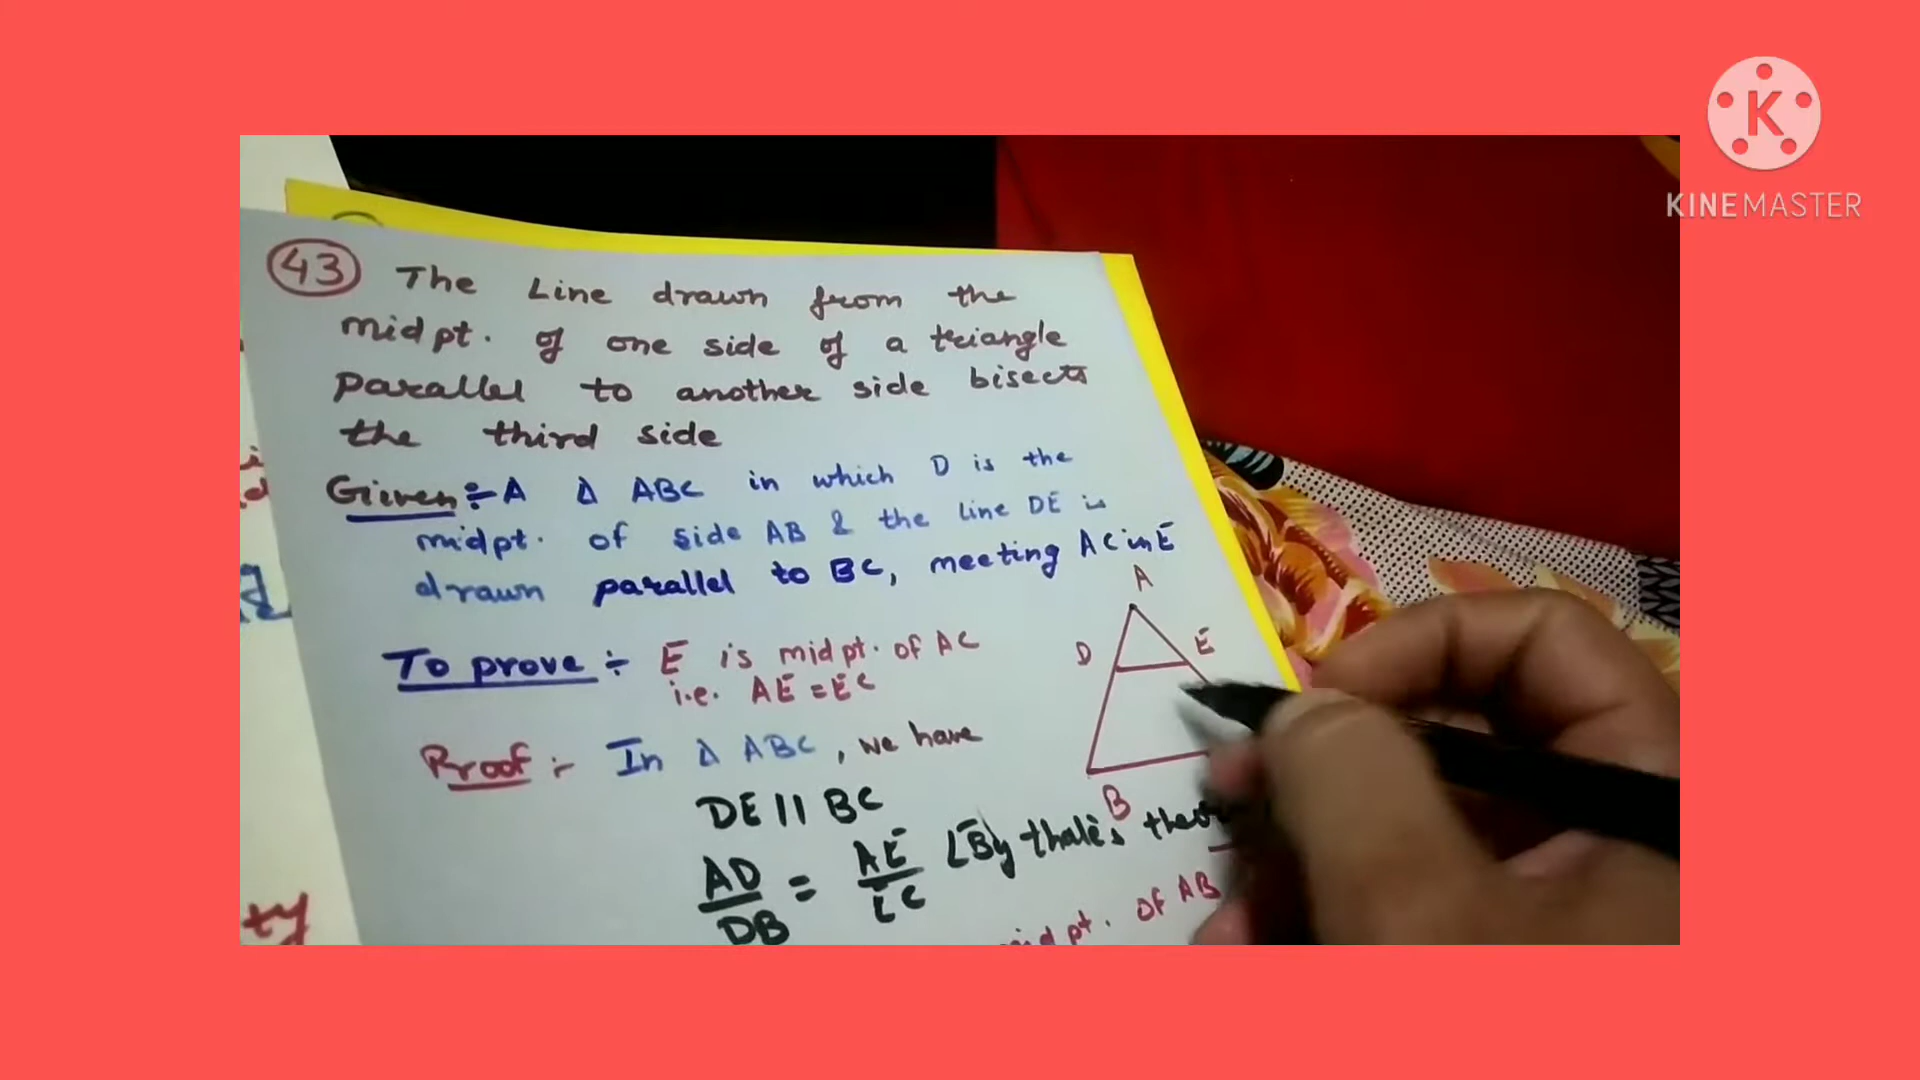 K
KINEMASTER
43 The Line drawn from the
midpt. of one side of a triangle
parallel to another side bisects
the third side
Given :- A Δ ABC in which D is the
midpt. of side AB & the line DE is
drawn parallel to BC, meeting AC in E
To prove :- E is midpt. of AC
i.e. AE = EC
Proof :- In Δ ABC, we have
DE || BC
AD/DB = AE/EC [By thale's
midpt. of AB
A
D E
B
ty